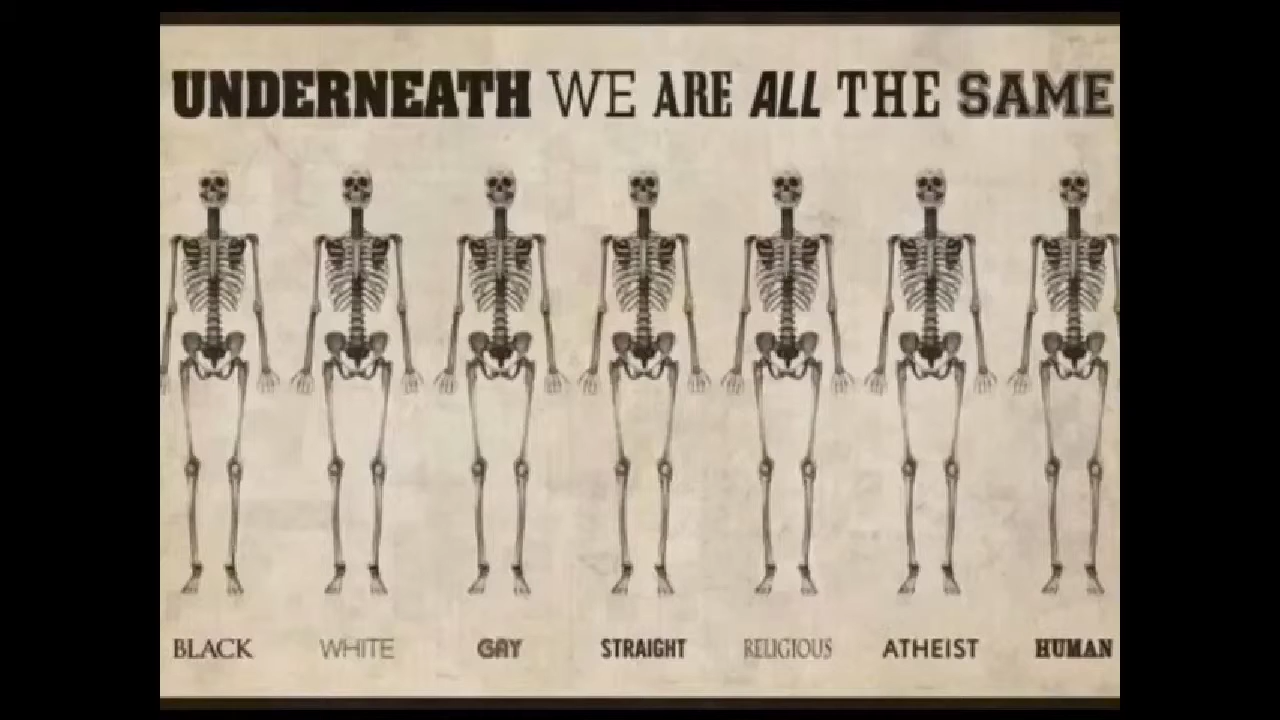 UNDERNEATH WE ARE ALL THE SAME
BLACK WHITE GAY STRAIGHT RELIGIOUS ATHEIST HUMAN